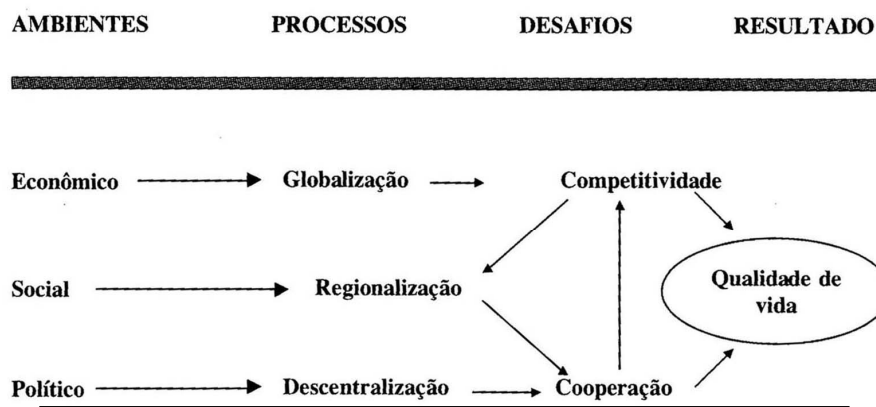 AMBIENTES PROCESSOS DESAFIOS RESULTADO
Econômico Globalização Competitividade
Social Regionalização Qualidade de
vida
Político Descentralização Cooperação